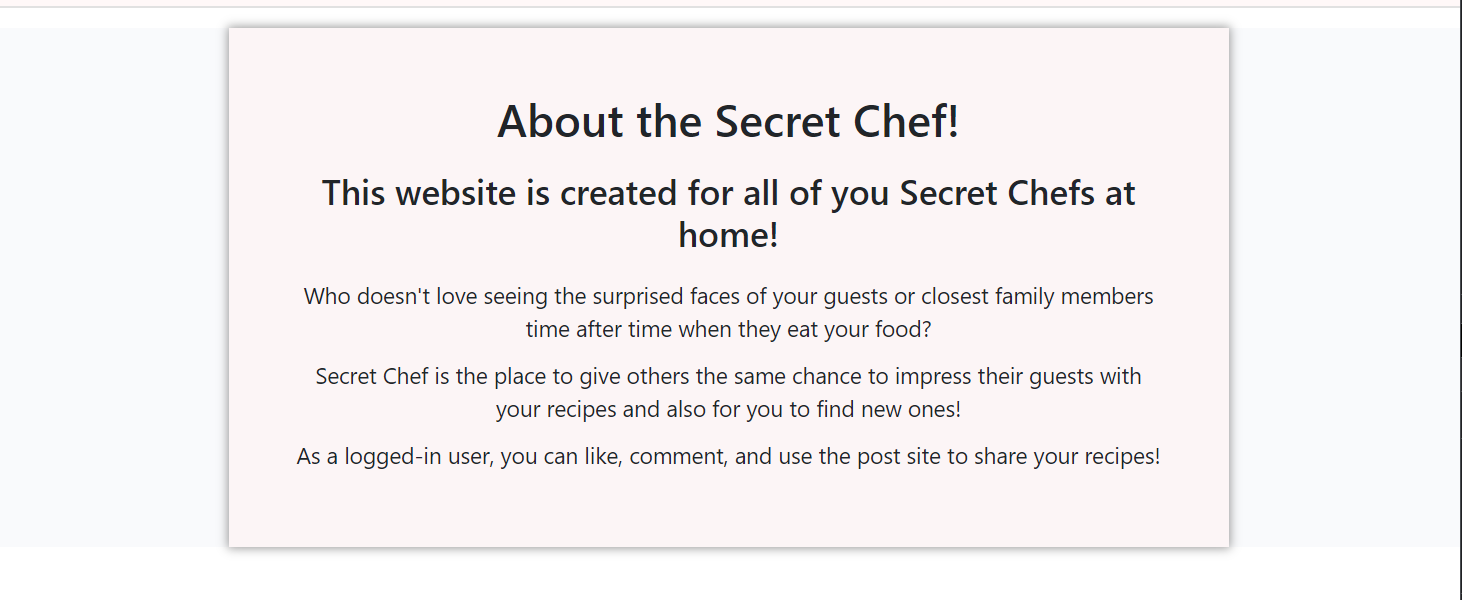 About the Secret Chef!
This website is created for all of you Secret Chefs at
home!
Who doesn't love seeing the surprised faces of your guests or closest family members
time after time when they eat your food?
Secret Chef is the place to give others the same chance to impress their guests with
your recipes and also for you to find new ones!
As a logged-in user, you can like, comment, and use the post site to share your recipes!